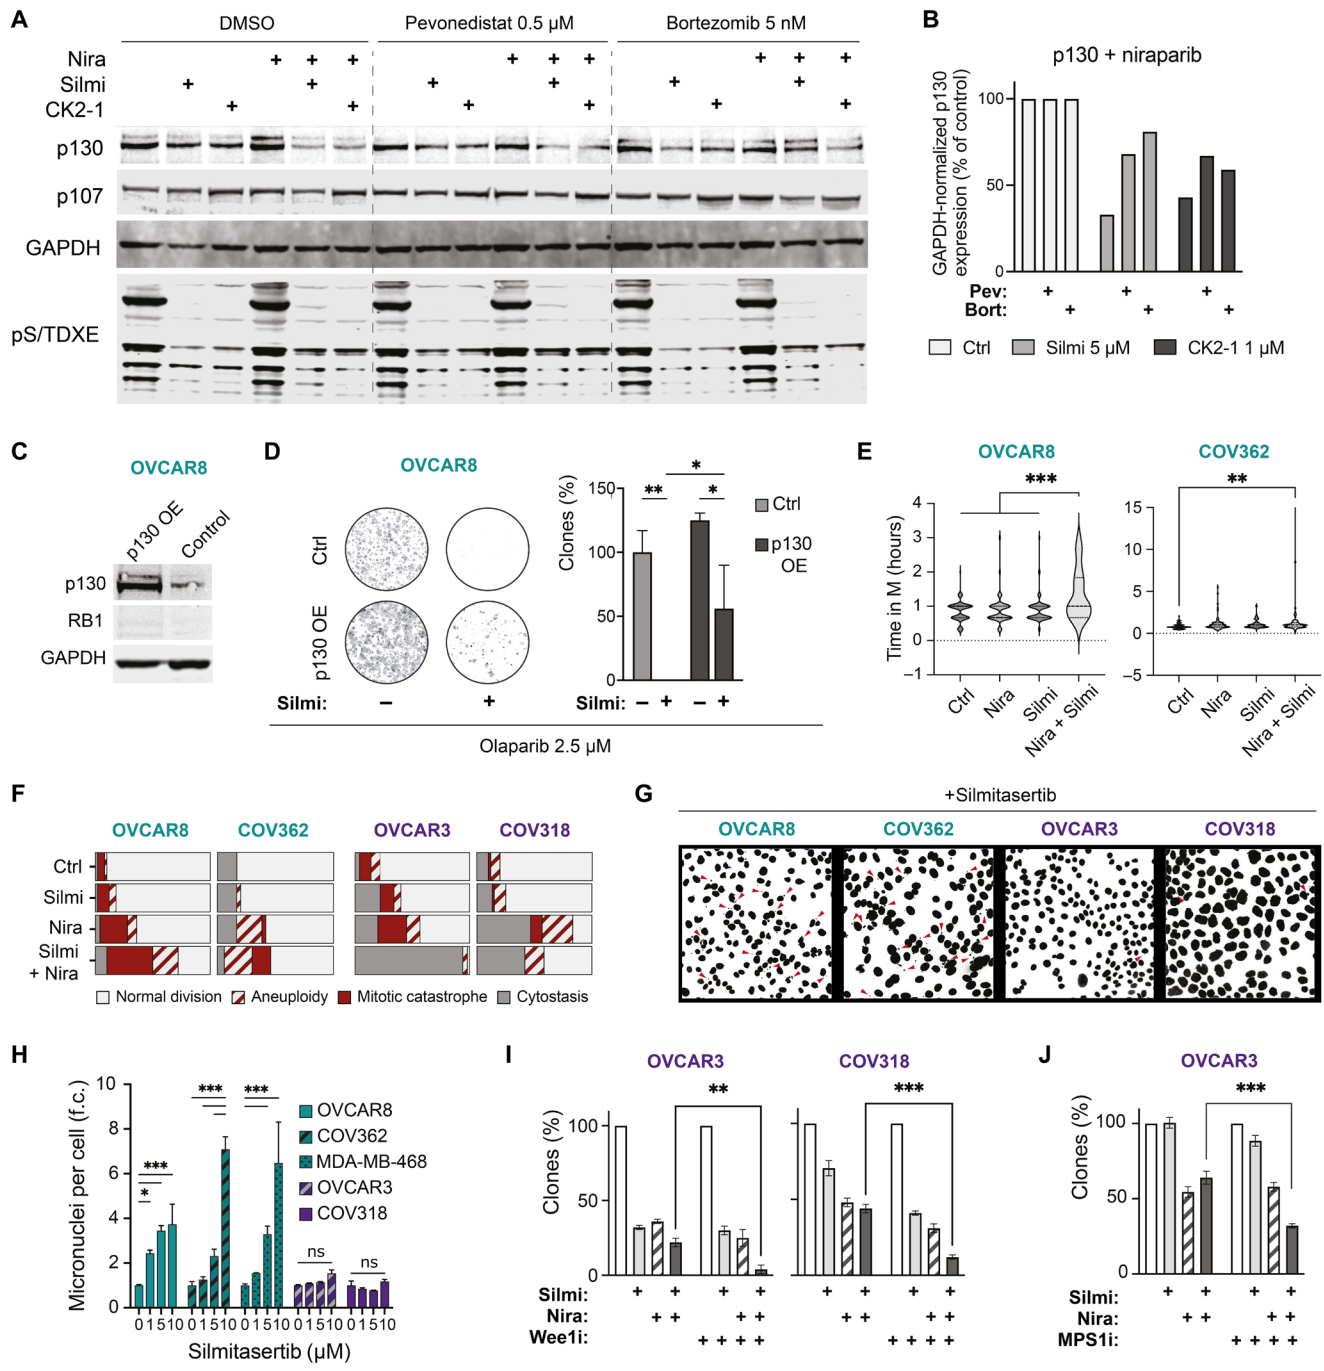 A
DMSO
Pevonedistat 0.5 µM
Bortezomib 5 nM
Nira + + + + + + + + +
Silmi + + + + + +
CK2-1 + + + + + +
p130
p107
GAPDH
pS/TDXE
B
p130 + niraparib
GAPDH-normalized p130
expression (% of control)
100
50
0
Pev: + + +
Bort: + + +
Ctrl
Silmi 5 µM
CK2-1 1 µM
C
OVCAR8
p130 OE
Control
p130
RB1
GAPDH
D
OVCAR8
Ctrl
p130 OE
Silmi: – +
Clones (%)
150
100
50
0
*
** *
Ctrl
p130
OE
Silmi: – + – +
Olaparib 2.5 µM
E
OVCAR8
***
Time in M (hours)
4
3
2
1
0
−1
Ctrl
Nira
Silmi
Nira + Silmi
COV362
**
15
10
5
0
−5
Ctrl
Nira
Silmi
Nira + Silmi
F
OVCAR8
COV362
OVCAR3
COV318
Ctrl
Silmi
Nira
Silmi
+ Nira
Normal division
Aneuploidy
Mitotic catastrophe
Cytostasis
G
+Silmitasertib
OVCAR8
COV362
OVCAR3
COV318
H
Micronuclei per cell (f.c.)
10
8
6
4
2
0
***
*
***
***
ns
ns
OVCAR8
COV362
MDA-MB-468
OVCAR3
COV318
0 1 5 10 0 1 5 10 0 1 5 10 0 1 5 10 0 1 5 10
Silmitasertib (µM)
I
OVCAR3
COV318
**
***
Clones (%)
100
50
0
Silmi: + + + + + + + +
Nira: + + + + + + + +
Wee1i: + + + + + + + +
J
OVCAR3
***
Clones (%)
100
50
0
Silmi: + + + +
Nira: + + + +
MPS1i: + + + +